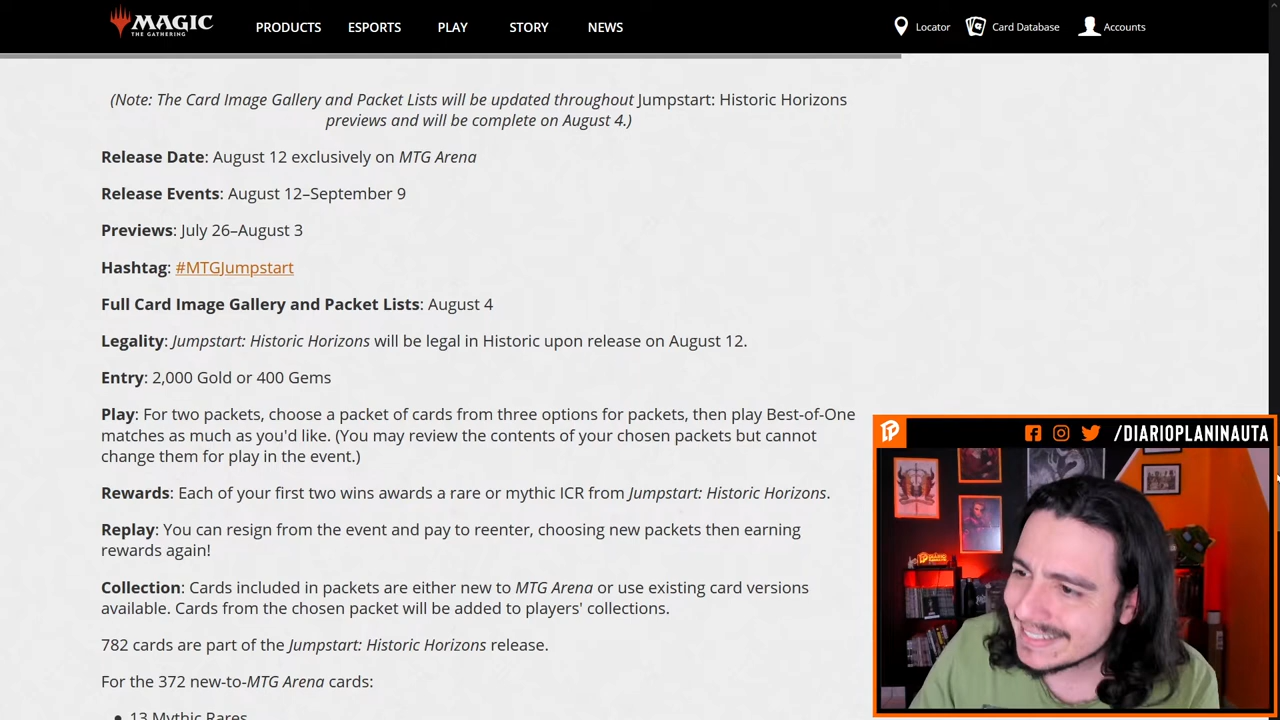 MAGIC
THE GATHERING
PRODUCTS ESPORTS PLAY STORY NEWS
Locator Card Database Accounts
(Note: The Card Image Gallery and Packet Lists will be updated throughout Jumpstart: Historic Horizons
previews and will be complete on August 4.)
Release Date: August 12 exclusively on MTG Arena
Release Events: August 12–September 9
Previews: July 26–August 3
Hashtag: #MTGJumpstart
Full Card Image Gallery and Packet Lists: August 4
Legality: Jumpstart: Historic Horizons will be legal in Historic upon release on August 12.
Entry: 2,000 Gold or 400 Gems
Play: For two packets, choose a packet of cards from three options for packets, then play Best-of-One
matches as much as you'd like. (You may review the contents of your chosen packets but cannot
change them for play in the event.)
Rewards: Each of your first two wins awards a rare or mythic ICR from Jumpstart: Historic Horizons.
Replay: You can resign from the event and pay to reenter, choosing new packets then earning
rewards again!
Collection: Cards included in packets are either new to MTG Arena or use existing card versions
available. Cards from the chosen packet will be added to players' collections.
782 cards are part of the Jumpstart: Historic Horizons release.
For the 372 new-to-MTG Arena cards:
• 13 Mythic Rares
/DIARIOPLANINAUTA